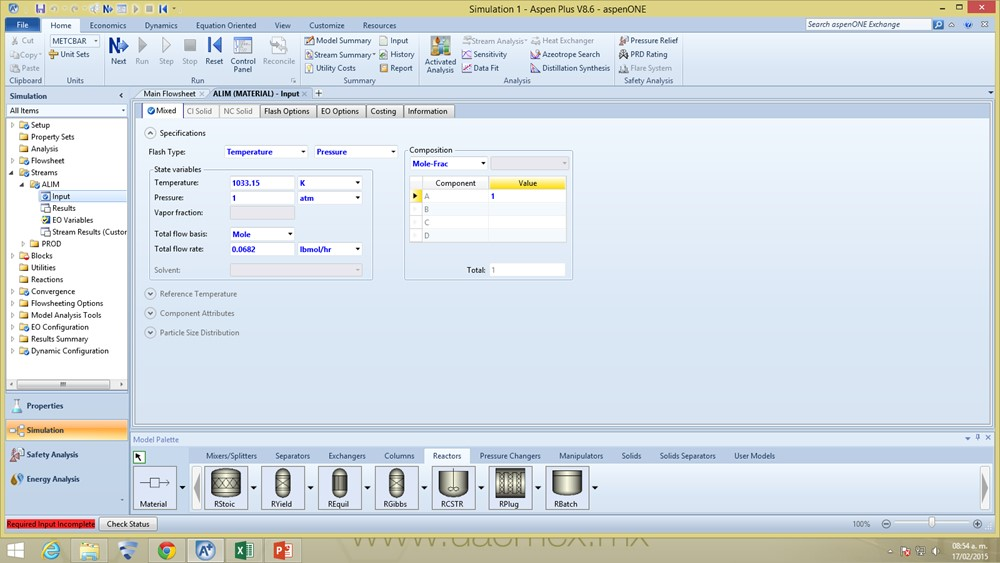 Simulation 1 - Aspen Plus V8.6 - aspenONE
File Home Economics Dynamics Equation Oriented View Customize Resources
Search aspenONE Exchange
Cut METCBAR Model Summary Input Stream Analysis Heat Exchanger Pressure Relief
Copy Unit Sets Next Run Step Stop Reset Control Panel Reconcile Stream Summary History Activated Analysis Sensitivity Azeotrope Search PRD Rating
Paste Utility Costs Report Data Fit Distillation Synthesis Flare System
Clipboard Units Run Summary Analysis Safety Analysis
Simulation
All Items
Setup
Property Sets
Analysis
Flowsheet
Streams
ALIM
Input
Results
EO Variables
Stream Results (Custor
PROD
Blocks
Utilities
Reactions
Convergence
Flowsheeting Options
Model Analysis Tools
EO Configuration
Results Summary
Dynamic Configuration
Properties
Simulation
Safety Analysis
Energy Analysis
Main Flowsheet ALIM (MATERIAL) - Input
Mixed CI Solid NC Solid Flash Options EO Options Costing Information
Specifications
Flash Type: Temperature Pressure
State variables
Temperature: 1033.15 K
Pressure: 1 atm
Vapor fraction:
Total flow basis: Mole
Total flow rate: 0.0682 lbmol/hr
Solvent:
Composition
Mole-Frac
Component Value
A 1
B
C
D
Total: 1
Reference Temperature
Component Attributes
Particle Size Distribution
Model Palette
Mixers/Splitters Separators Exchangers Columns Reactors Pressure Changers Manipulators Solids Solids Separators User Models
Material RStoic RYield REquil RGibbs RCSTR RPlug RBatch
Required Input Incomplete Check Status 100%
08:54 a. m.
17/02/2015